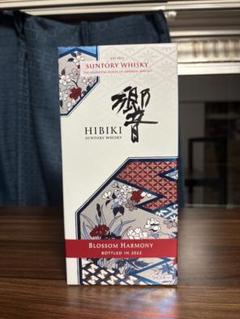 SUNTORY WHISKY
響
HIBIKI
SUNTORY WHISKY
BLOSSOM HARMONY
BOTTLED IN 2022